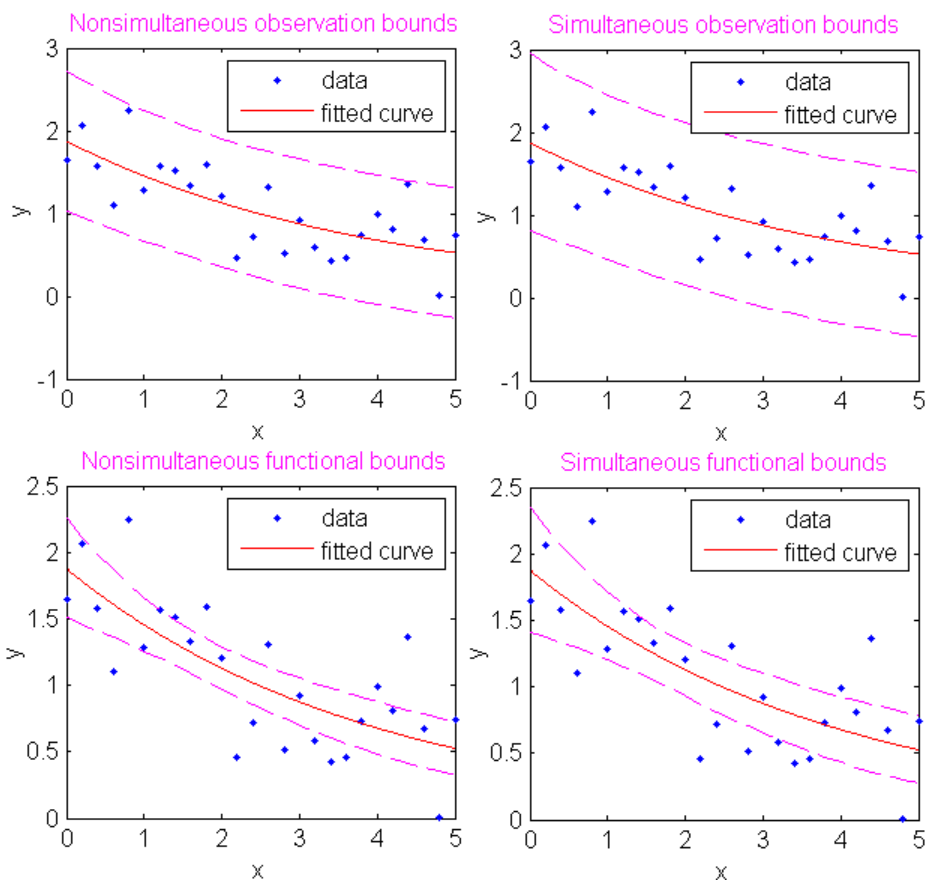 Nonsimultaneous observation bounds
3
2
1
0
-1
y
data
fitted curve
0 1 2 3 4 5
x
Simultaneous observation bounds
3
2
1
0
-1
y
data
fitted curve
0 1 2 3 4 5
x
Nonsimultaneous functional bounds
2.5
2
1.5
1
0.5
0
y
data
fitted curve
0 1 2 3 4 5
x
Simultaneous functional bounds
2.5
2
1.5
1
0.5
0
y
data
fitted curve
0 1 2 3 4 5
x